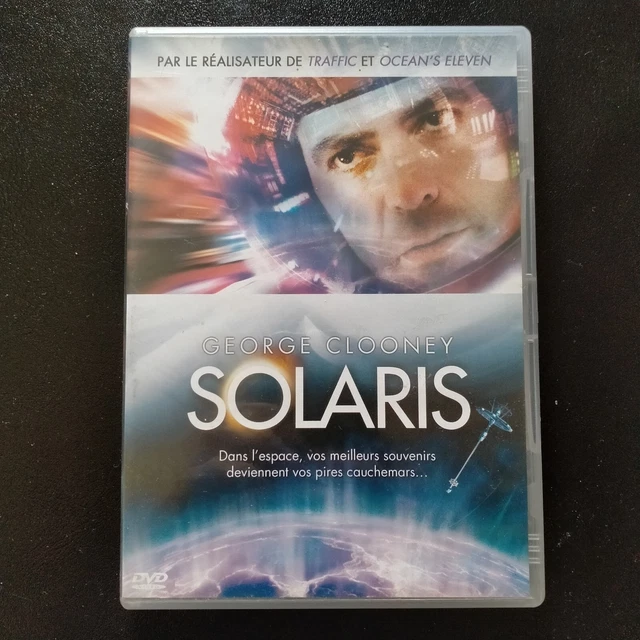 PAR LE RÉALISATEUR DE TRAFFIC ET OCEAN'S ELEVEN
GEORGE CLOONEY
SOLARIS
Dans l'espace, vos meilleurs souvenirs
deviennent vos pires cauchemars...
DVD